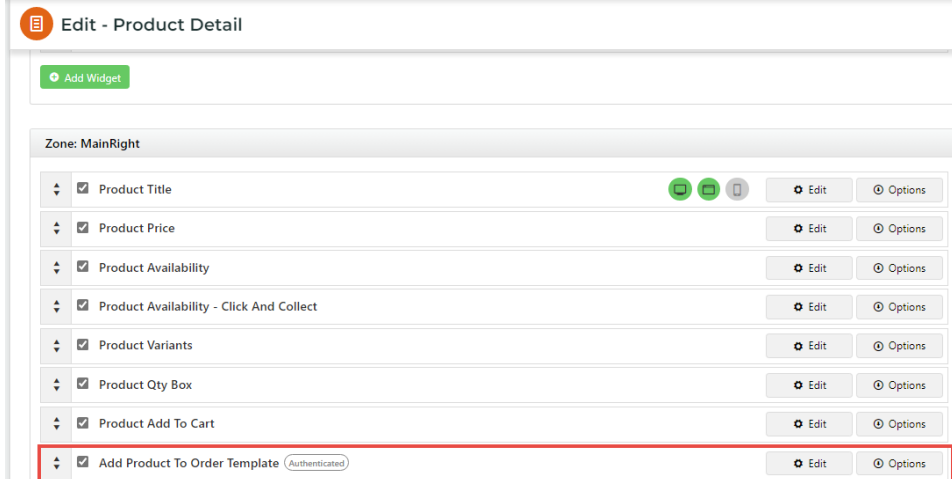 Edit - Product Detail
Add Widget
Zone: MainRight
Product Title Edit Options
Product Price Edit Options
Product Availability Edit Options
Product Availability - Click And Collect Edit Options
Product Variants Edit Options
Product Qty Box Edit Options
Product Add To Cart Edit Options
Add Product To Order Template Authenticated Edit Options